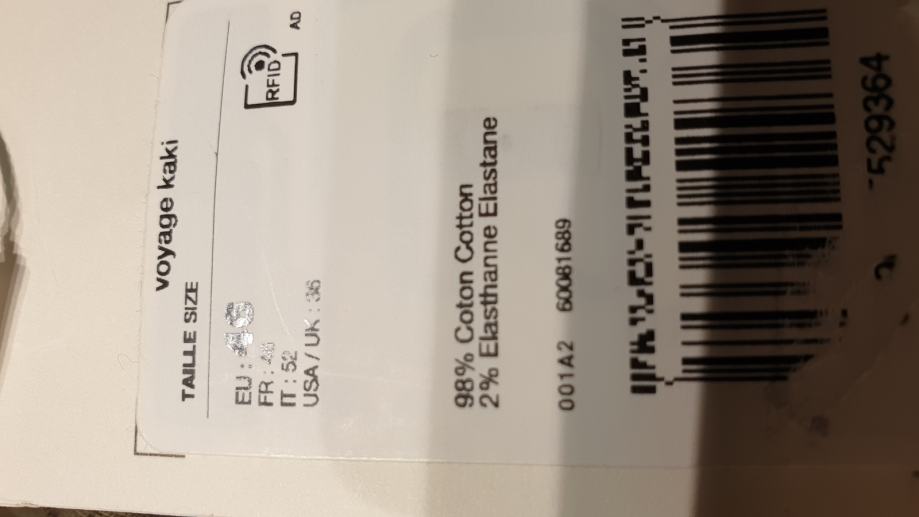 voyage kaki
TAILLE SIZE
RFID
AD
EU : 46
FR : 46
IT : 52
USA / UK : 36
98% Coton Cotton
2% Elasthanne Elastane
001A2 60081689
529364